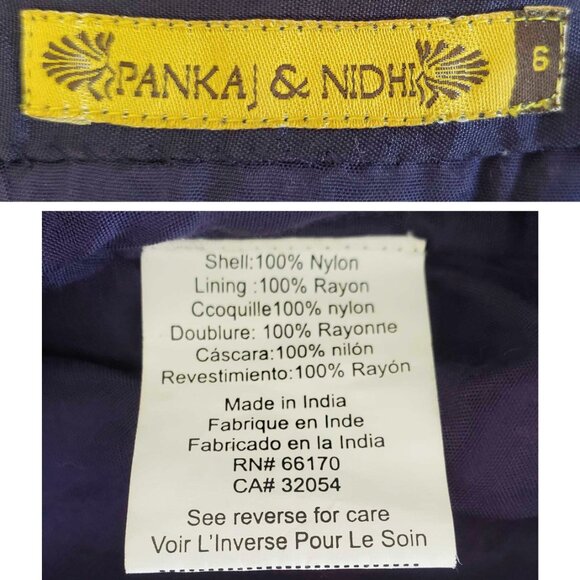 PANKAJ & NIDHI
6
Shell:100% Nylon
Lining :100% Rayon
Ccoquille100% nylon
Doublure: 100% Rayonne
Cáscara:100% nilón
Revestimiento:100% Rayón
Made in India
Fabrique en Inde
Fabricado en la India
RN# 66170
CA# 32054
See reverse for care
Voir L'Inverse Pour Le Soin